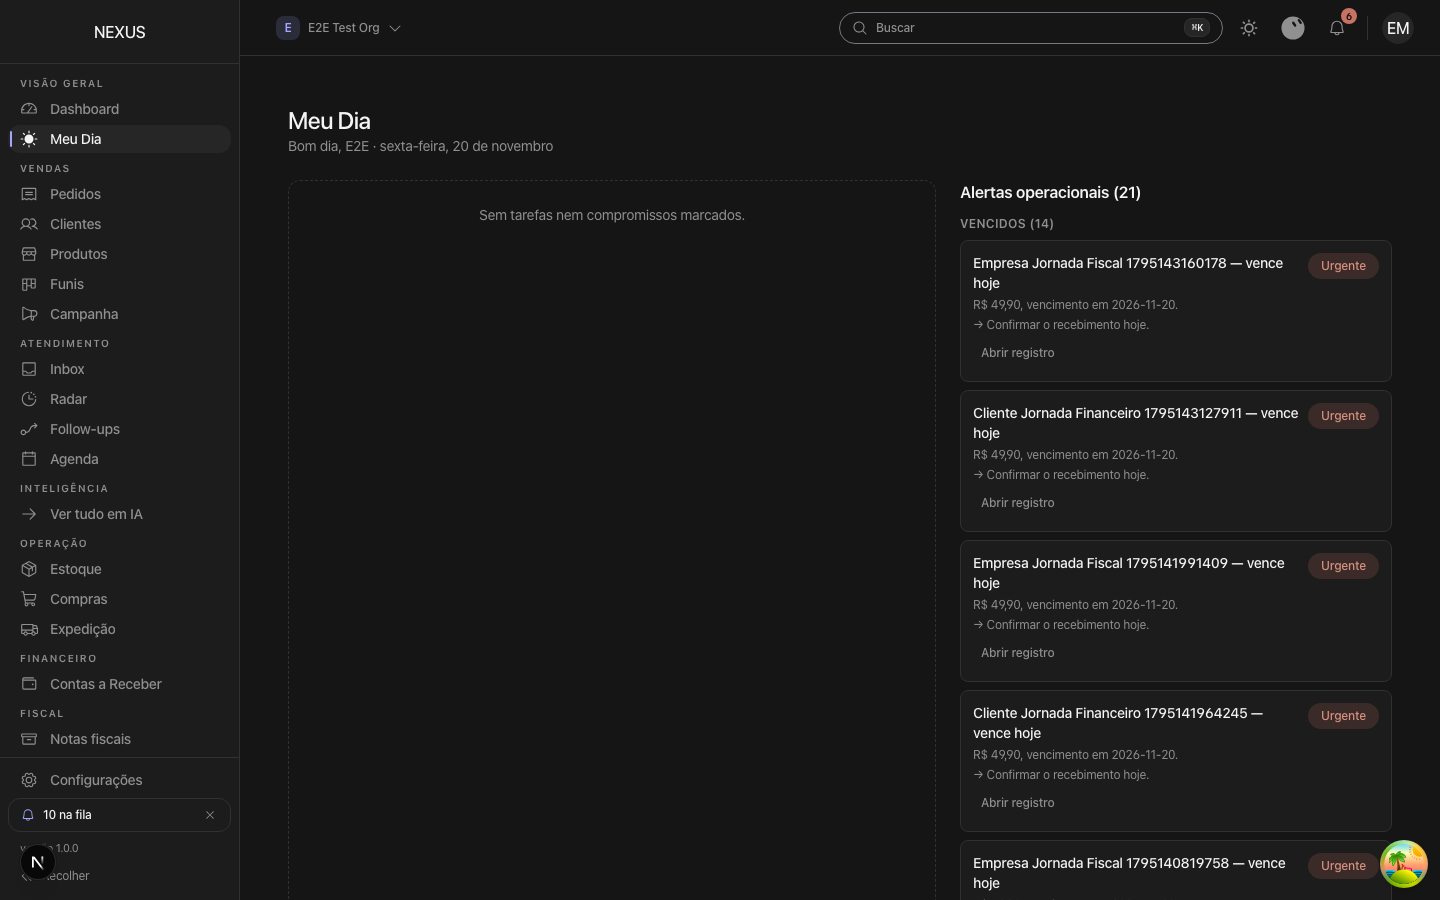 NEXUS
E E2E Test Org
Buscar
⌘K
6
EM
VISÃO GERAL
Dashboard
Meu Dia
VENDAS
Pedidos
Clientes
Produtos
Funis
Campanha
ATENDIMENTO
Inbox
Radar
Follow-ups
Agenda
INTELIGÊNCIA
Ver tudo em IA
OPERAÇÃO
Estoque
Compras
Expedição
FINANCEIRO
Contas a Receber
FISCAL
Notas fiscais
Configurações
10 na fila
1.0.0
N
ecolher
Meu Dia
Bom dia, E2E · sexta-feira, 20 de novembro
Sem tarefas nem compromissos marcados.
Alertas operacionais (21)
VENCIDOS (14)
Empresa Jornada Fiscal 1795143160178 — vence
hoje
Urgente
R$ 49,90, vencimento em 2026-11-20.
→ Confirmar o recebimento hoje.
Abrir registro
Cliente Jornada Financeiro 1795143127911 — vence
hoje
Urgente
R$ 49,90, vencimento em 2026-11-20.
→ Confirmar o recebimento hoje.
Abrir registro
Empresa Jornada Fiscal 1795141991409 — vence
hoje
Urgente
R$ 49,90, vencimento em 2026-11-20.
→ Confirmar o recebimento hoje.
Abrir registro
Cliente Jornada Financeiro 1795141964245 —
vence hoje
Urgente
R$ 49,90, vencimento em 2026-11-20.
→ Confirmar o recebimento hoje.
Abrir registro
Empresa Jornada Fiscal 1795140819758 — vence
hoje
Urgente